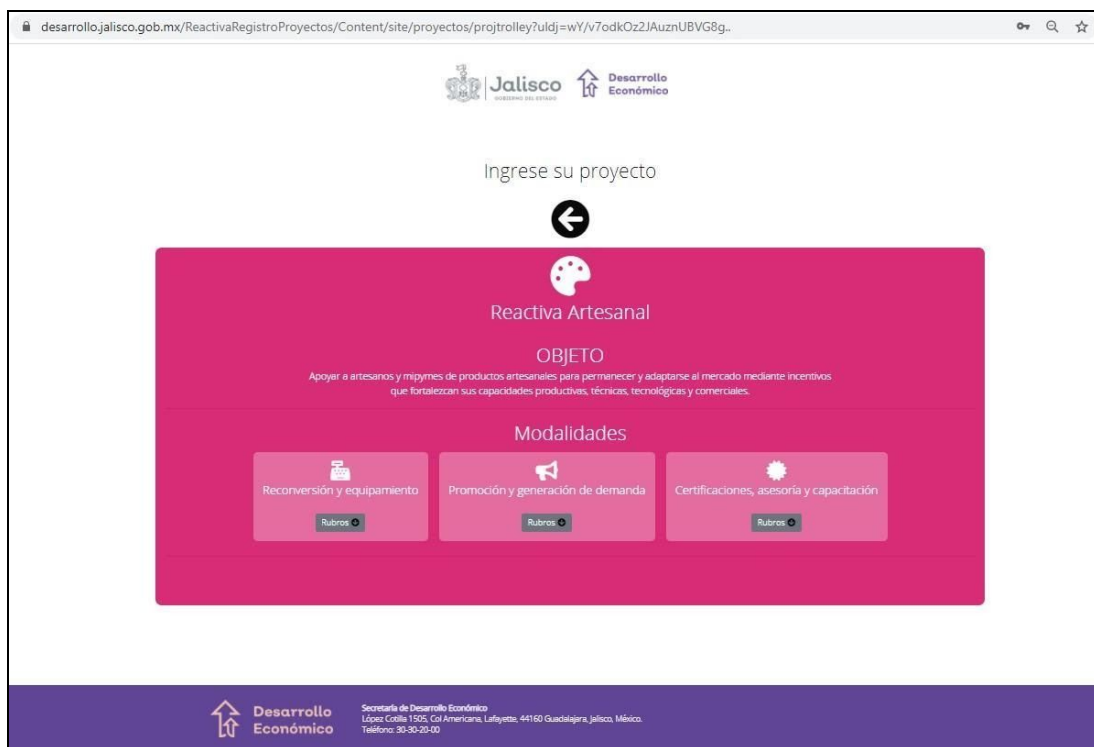 desarrollo.jalisco.gob.mx/ReactivaRegistroProyectos/Content/site/proyectos/projtrolley?uldj=wY/v7odkOz2JAuznUBVG8g..
Jalisco
GOBIERNO DEL ESTADO
Desarrollo
Económico
Ingrese su proyecto
Reactiva Artesanal
OBJETO
Apoyar a artesanos y mipymes de productos artesanales para permanecer y adaptarse al mercado mediante incentivos
que fortalezcan sus capacidades productivas, técnicas, tecnológicas y comerciales.
Modalidades
Reconversión y equipamiento
Rubros
Promoción y generación de demanda
Rubros
Certificaciones, asesoría y capacitación
Rubros
Desarrollo
Económico
Secretaría de Desarrollo Económico
López Cotilla 1505, Col Americana, Lafayette, 44160 Guadalajara, Jalisco, México.
Teléfono: 30-30-20-00